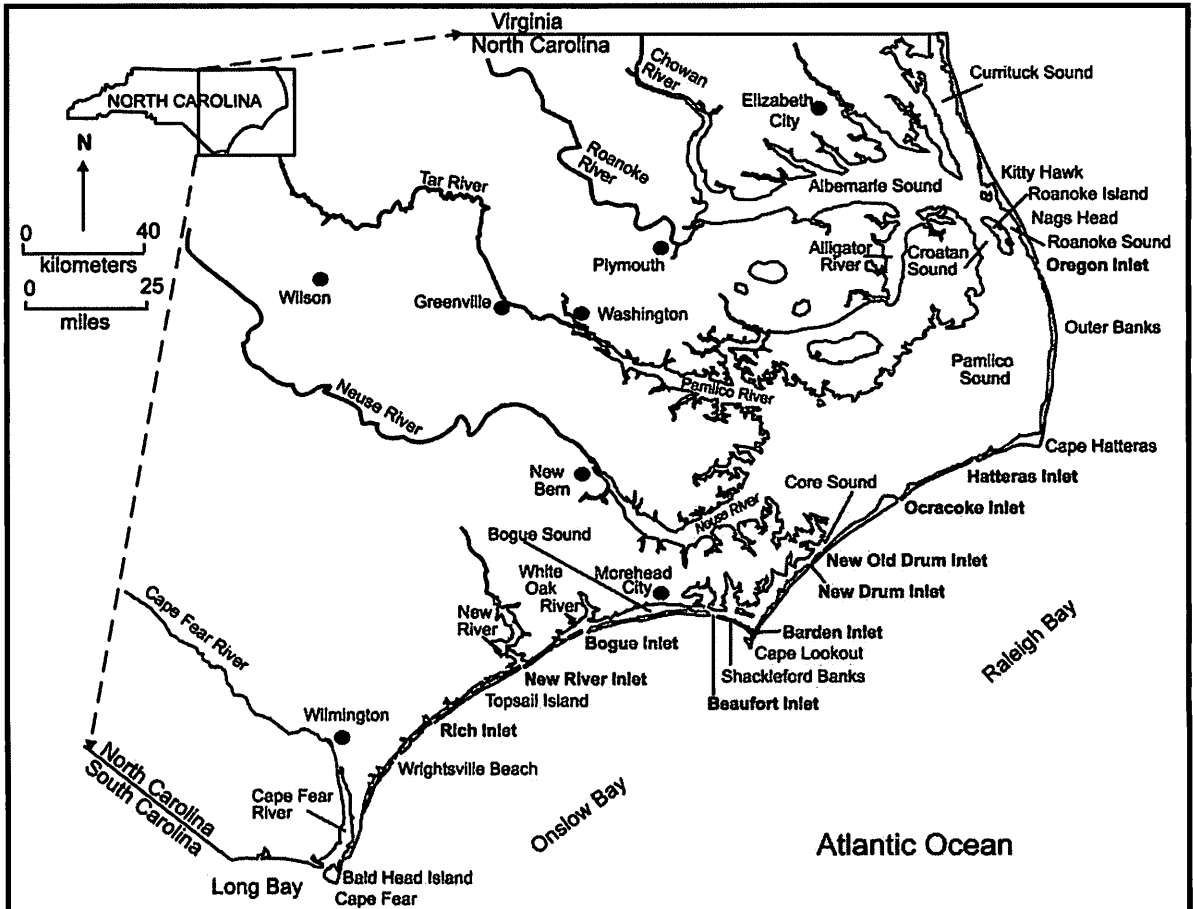 Virginia
North Carolina
NORTH CAROLINA
N
0 40
kilometers
0 25
miles
Chowan
River
Elizabeth
City
Currituck Sound
Roanoke
River
Tar River
Albemarle Sound
Kitty Hawk
Roanoke Island
Nags Head
Roanoke Sound
Oregon Inlet
Plymouth
Alligator
River
Croatan
Sound
Wilson
Greenville
Washington
Outer Banks
Pamlico
Sound
Pamlico River
Neuse River
Cape Hatteras
Hatteras Inlet
New
Bern
Core Sound
Ocracoke Inlet
Neuse River
Bogue Sound
New Old Drum Inlet
White
Oak
River
Morehead
City
New Drum Inlet
New
River
Cape Fear River
Bogue Inlet
Barden Inlet
Cape Lookout
Raleigh Bay
New River Inlet
Shackleford Banks
Topsail Island
Beaufort Inlet
Wilmington
Rich Inlet
North Carolina
South Carolina
Wrightsville Beach
Cape Fear
River
Onslow Bay
Atlantic Ocean
Long Bay
Bald Head Island
Cape Fear